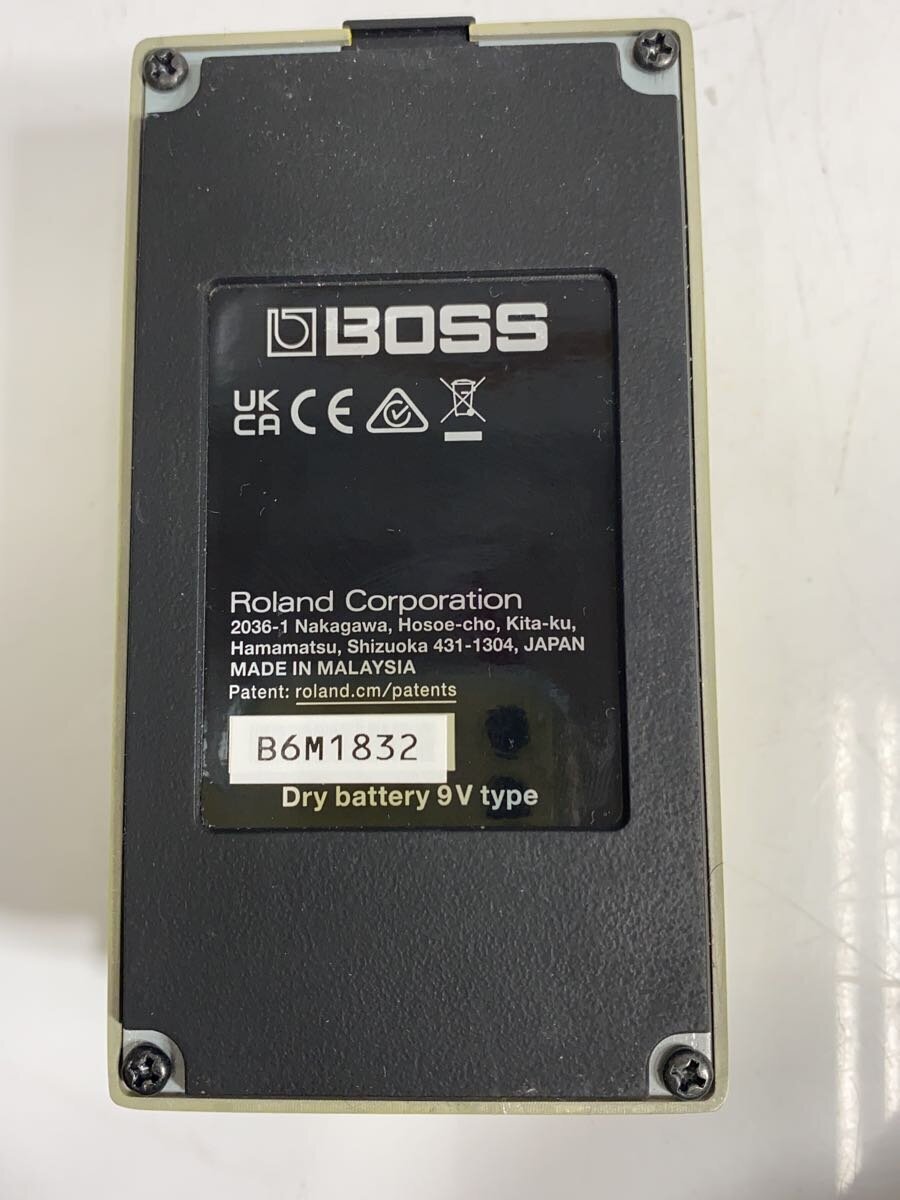 BOSS
UK
CA CE
Roland Corporation
2036-1 Nakagawa, Hosoe-cho, Kita-ku,
Hamamatsu, Shizuoka 431-1304, JAPAN
MADE IN MALAYSIA
Patent: roland.cm/patents
B6M1832
Dry battery 9V type